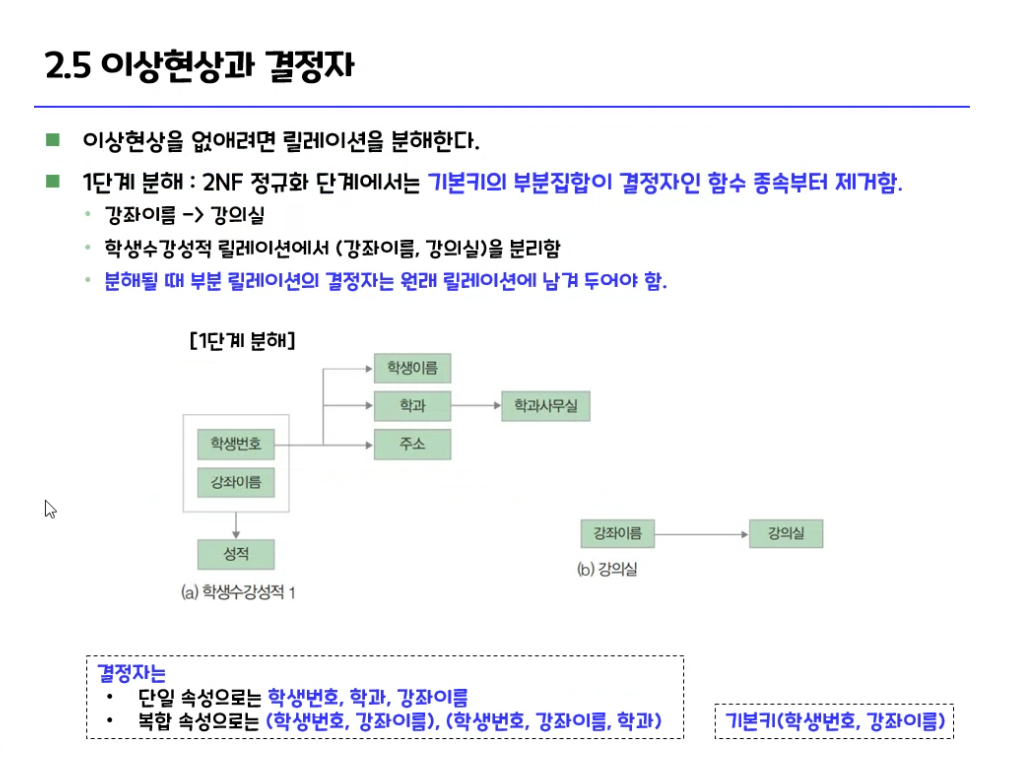 2.5 이상현상과 결정자
이상현상을 없애려면 릴레이션을 분해한다.
1단계 분해 : 2NF 정규화 단계에서는 기본키의 부분집합이 결정자인 함수 종속부터 제거함.
강좌이름 -> 강의실
학생수강성적 릴레이션에서 (강좌이름, 강의실)을 분리함
분해될 때 부분 릴레이션의 결정자는 원래 릴레이션에 남겨 두어야 함.
[1단계 분해]
학생이름
학과
학과사무실
학생번호
주소
강좌이름
성적
(a) 학생수강성적 1
강좌이름
강의실
(b) 강의실
결정자는
• 단일 속성으로는 학생번호, 학과, 강좌이름
• 복합 속성으로는 (학생번호, 강좌이름), (학생번호, 강좌이름, 학과)
기본키(학생번호, 강좌이름)